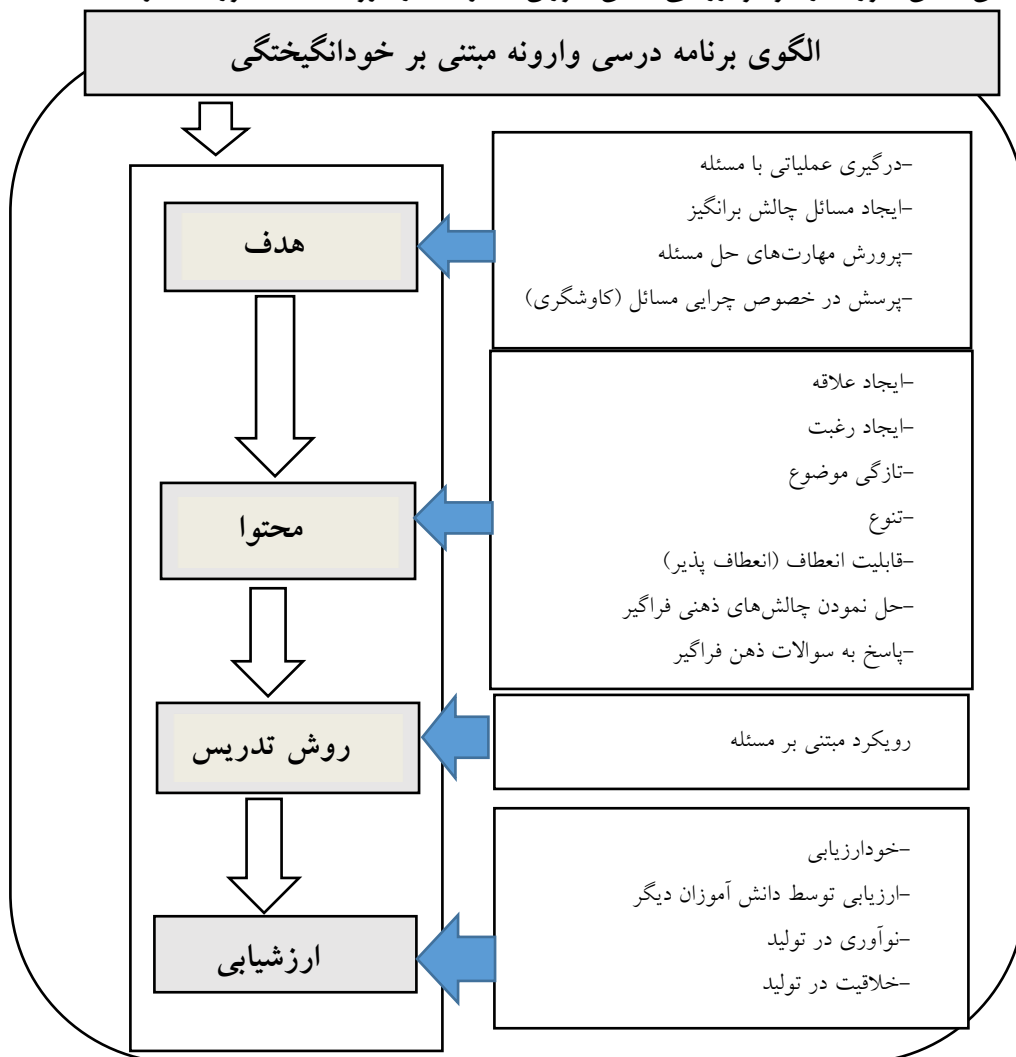 الگوی برنامه درسی وارونه مبتنی بر خودانگیختگی
هدف
-درگیری عملیاتی با مسئله
-ایجاد مسائل چالش برانگیز
-پرورش مهارت‌های حل مسئله
-پرسش در خصوص چرایی مسائل (کاوشگری)
محتوا
-ایجاد علاقه
-ایجاد رغبت
-تازگی موضوع
-تنوع
-قابلیت انعطاف (انعطاف پذیر)
-حل نمودن چالش‌های ذهنی فراگیر
-پاسخ به سوالات ذهن فراگیر
روش تدریس
رویکرد مبتنی بر مسئله
ارزشیابی
-خودارزیابی
-ارزیابی توسط دانش آموزان دیگر
-نوآوری در تولید
-خلاقیت در تولید